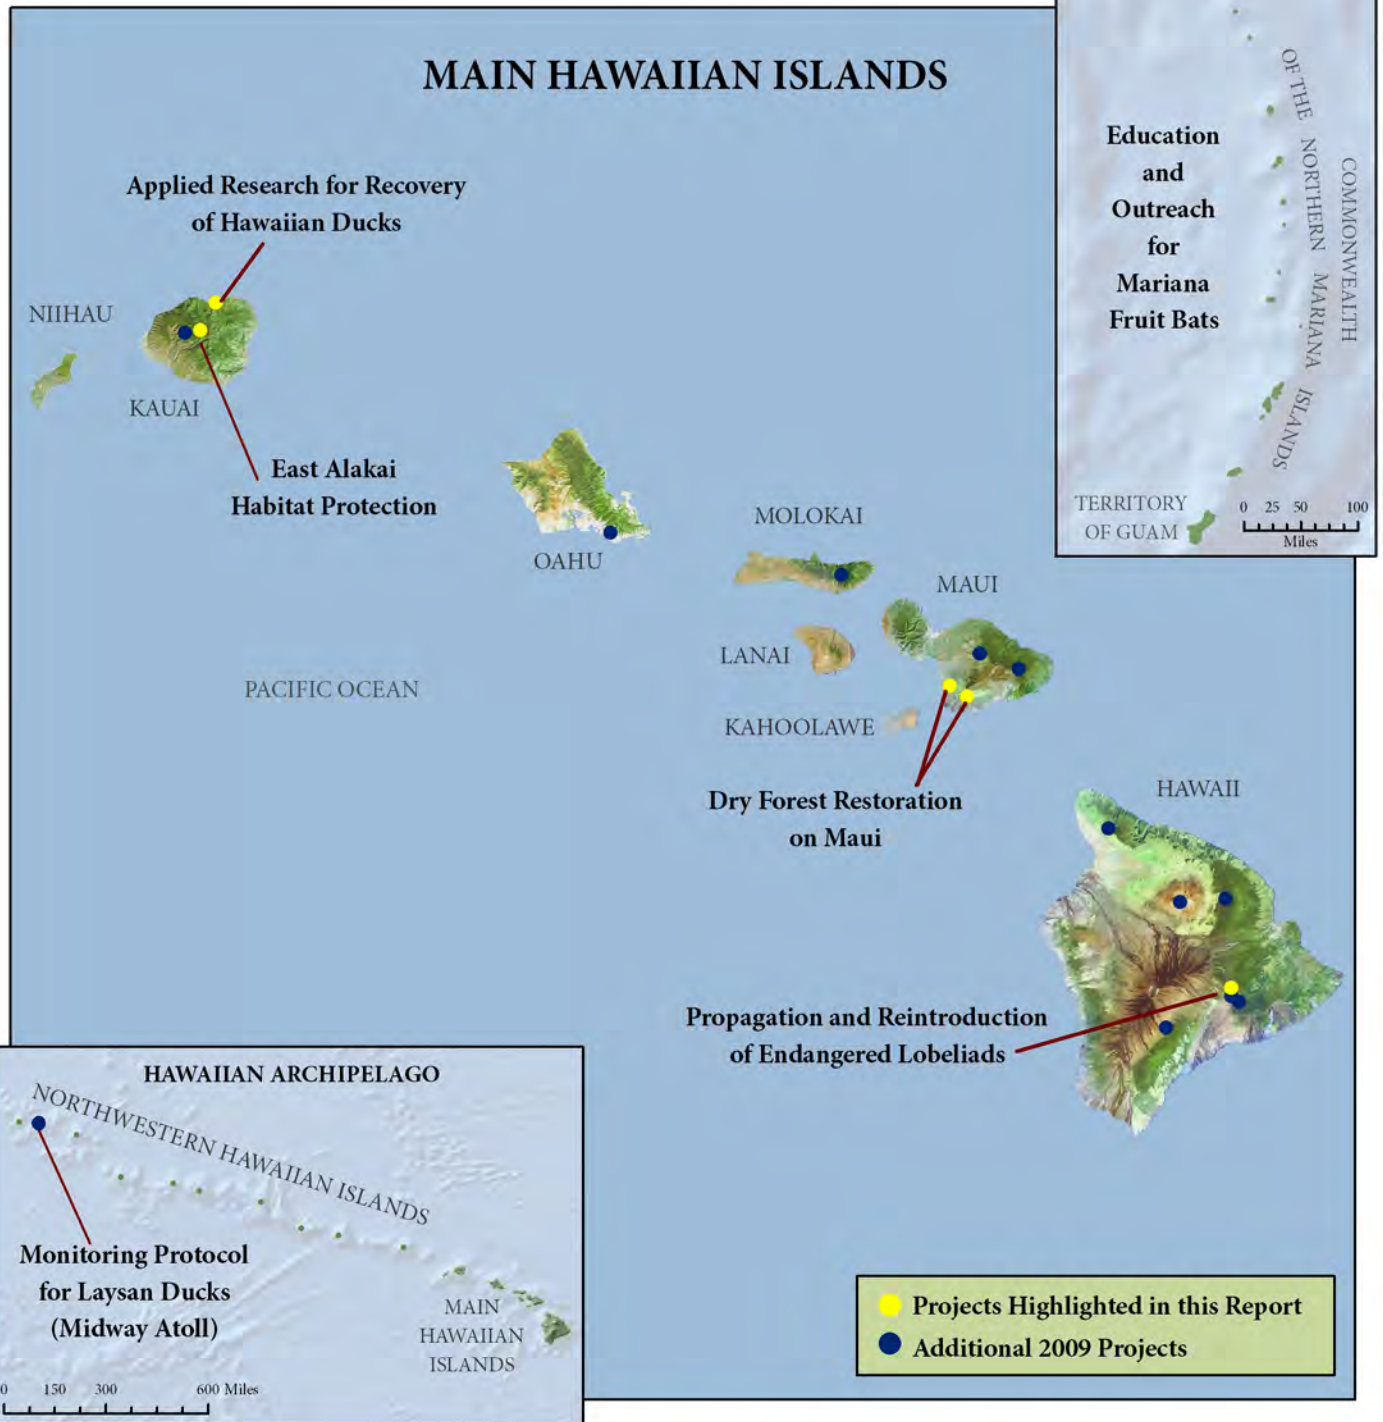 MAIN HAWAIIAN ISLANDS
Applied Research for Recovery
of Hawaiian Ducks
NIIHAU
KAUAI
East Alakai
Habitat Protection
OAHU
PACIFIC OCEAN
MOLOKAI
MAUI
LANAI
KAHOOLAWE
Dry Forest Restoration
on Maui
HAWAII
Propagation and Reintroduction
of Endangered Lobeliads
Education
and
Outreach
for
Mariana
Fruit Bats
COMMONWEALTH
OF THE NORTHERN MARIANA ISLANDS
TERRITORY
OF GUAM
0 25 50 100
Miles
HAWAIIAN ARCHIPELAGO
NORTHWESTERN HAWAIIAN ISLANDS
Monitoring Protocol
for Laysan Ducks
(Midway Atoll)
MAIN
HAWAIIAN
ISLANDS
0 150 300 600 Miles
Projects Highlighted in this Report
Additional 2009 Projects